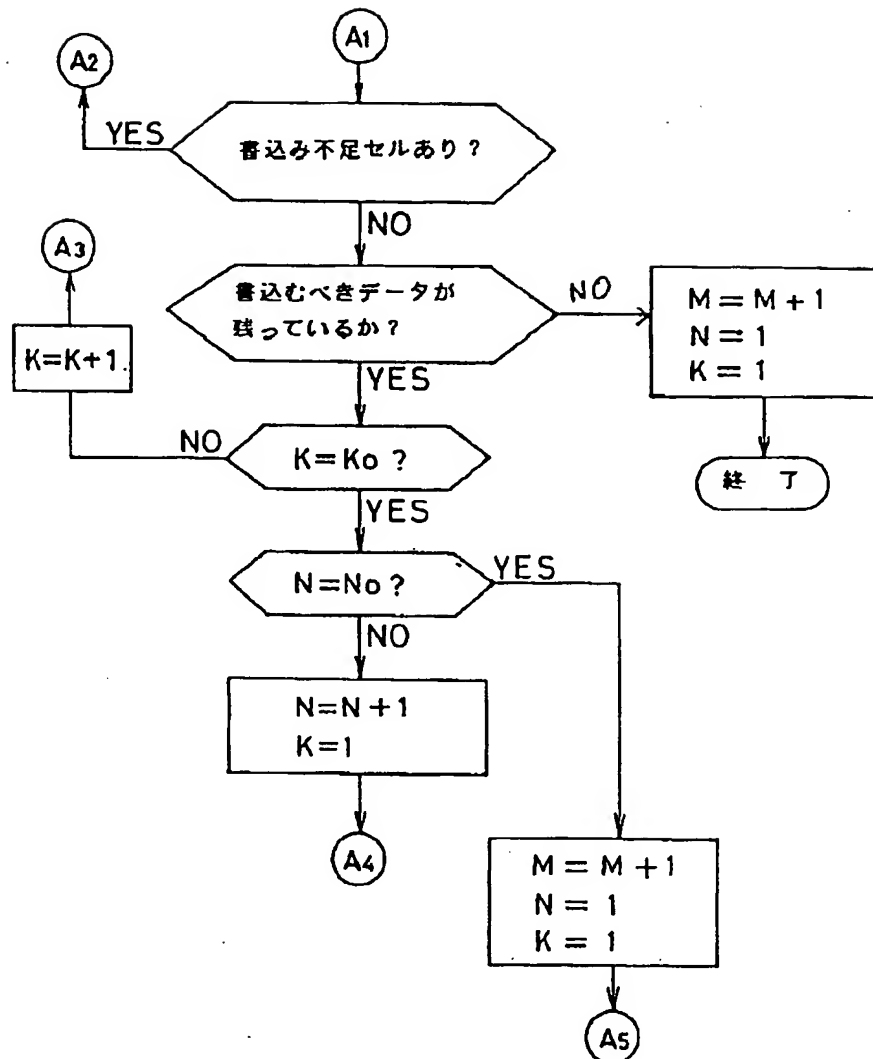 A1
A2
YES
書込み不足セルあり?
NO
A3
書込むべきデータが
残っているか?
NO
M=M+1
N=1
K=1
K=K+1
YES
NO
K=Ko?
終 了
YES
N=No?
YES
NO
N=N+1
K=1
A4
M=M+1
N=1
K=1
A5